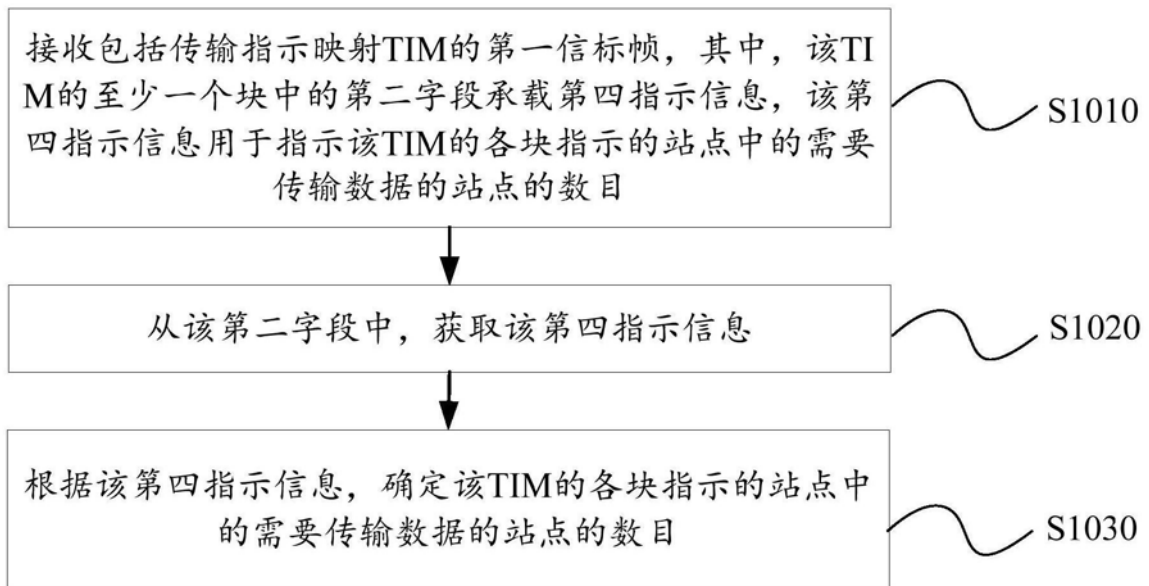 接收包括传输指示映射TIM的第一信标帧，其中，该TI
M的至少一个块中的第二字段承载第四指示信息，该第
四指示信息用于指示该TIM的各块指示的站点中的需要
传输数据的站点的数目
S1010
从该第二字段中，获取该第四指示信息
S1020
根据该第四指示信息，确定该TIM的各块指示的站点中
的需要传输数据的站点的数目
S1030